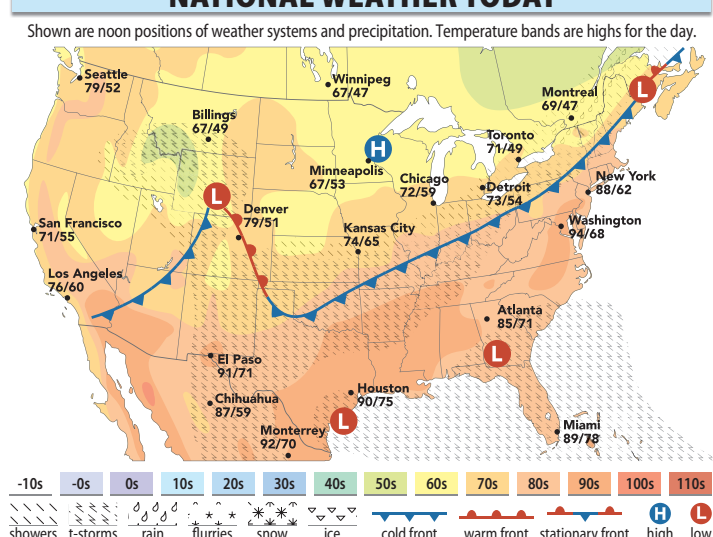 NATIONAL WEATHER TODAY
Shown are noon positions of weather systems and precipitation. Temperature bands are highs for the day.
Seattle
79/52
Winnipeg
67/47
Montreal
69/47
L
Billings
67/49
H
Minneapolis
67/53
Toronto
71/49
Chicago
72/59
Detroit
73/54
New York
88/62
L
Denver
79/51
San Francisco
71/55
Kansas City
74/65
Washington
94/68
Los Angeles
76/60
Atlanta
85/71
L
El Paso
91/71
Chihuahua
87/59
Houston
90/75
L
Monterrey
92/70
Miami
89/78
-10s -0s 0s 10s 20s 30s 40s 50s 60s 70s 80s 90s 100s 110s
H L
showers t-storms rain flurries snow ice cold front warm front stationary front high low